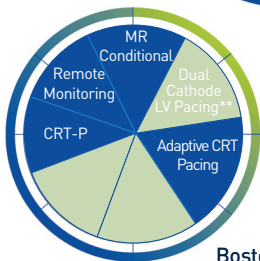 MR
Conditional
Remote
Monitoring
Dual
Cathode
LV Pacing**
CRT-P
Adaptive CRT
Pacing